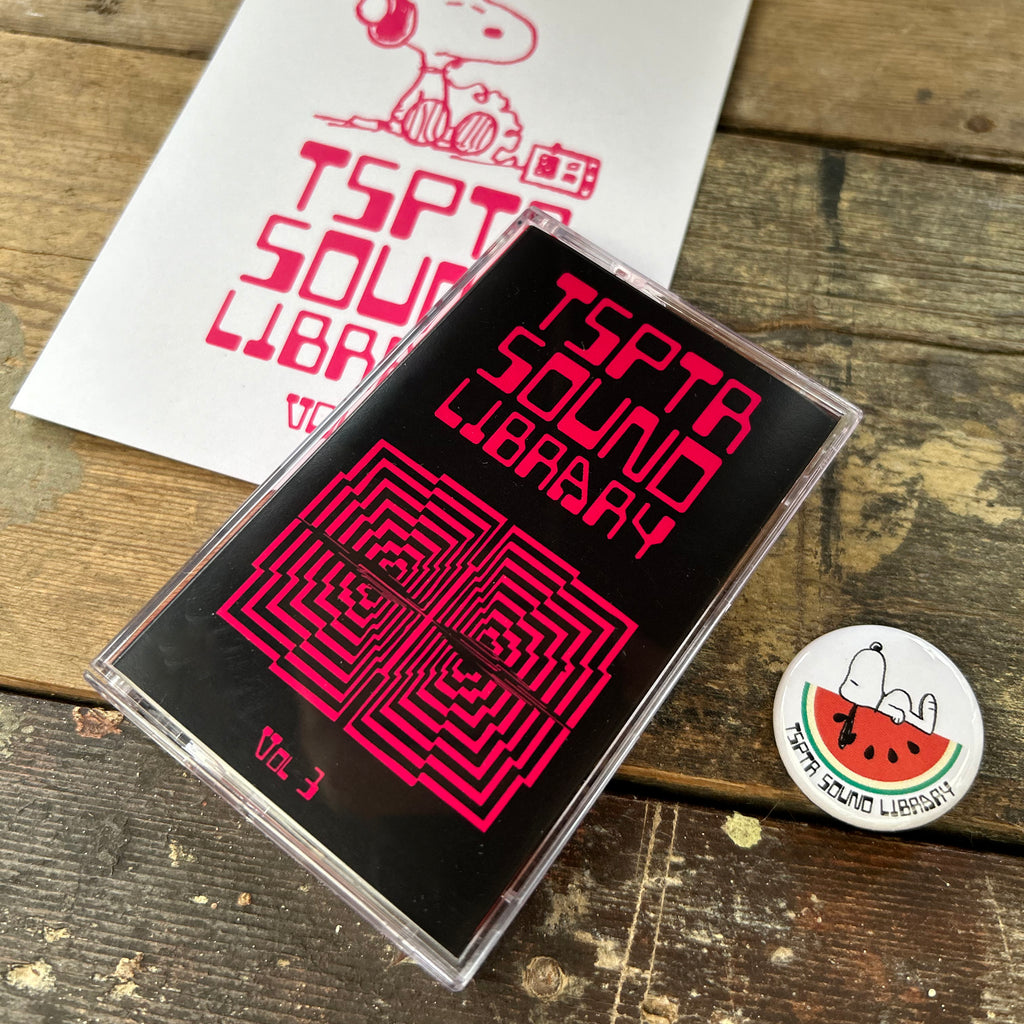 TSPTR
SOUND
LIBRARY
TSPTR
SOUND
LIBRARY
VOL 3
TSPTR SOUND LIBRARY